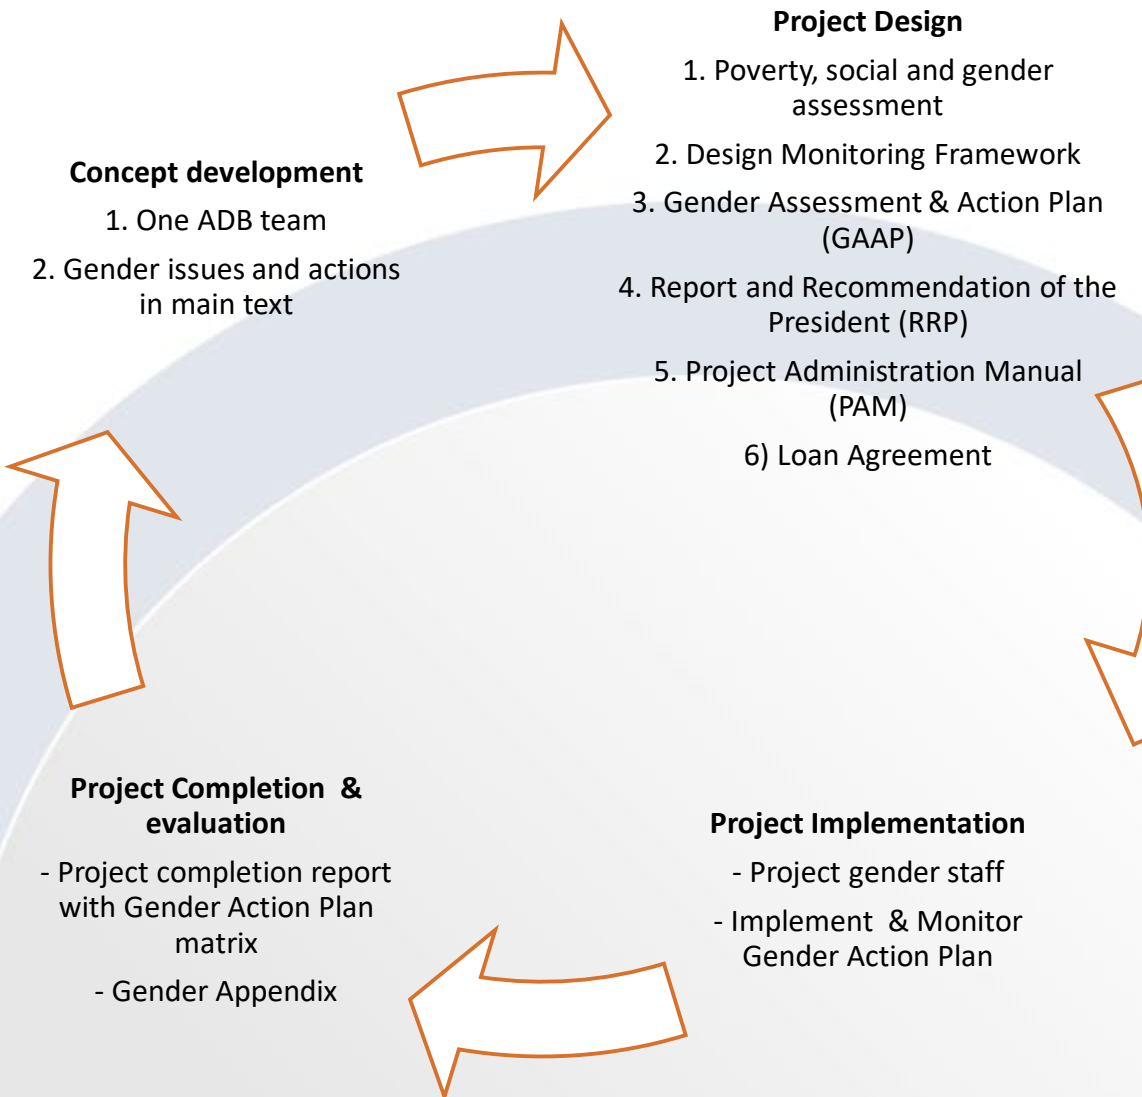 Concept development
1. One ADB team
2. Gender issues and actions
in main text
Project Design
1. Poverty, social and gender
assessment
2. Design Monitoring Framework
3. Gender Assessment & Action Plan
(GAAP)
4. Report and Recommendation of the
President (RRP)
5. Project Administration Manual
(PAM)
6) Loan Agreement
Project Implementation
- Project gender staff
- Implement & Monitor
Gender Action Plan
Project Completion &
evaluation
- Project completion report
with Gender Action Plan
matrix
- Gender Appendix